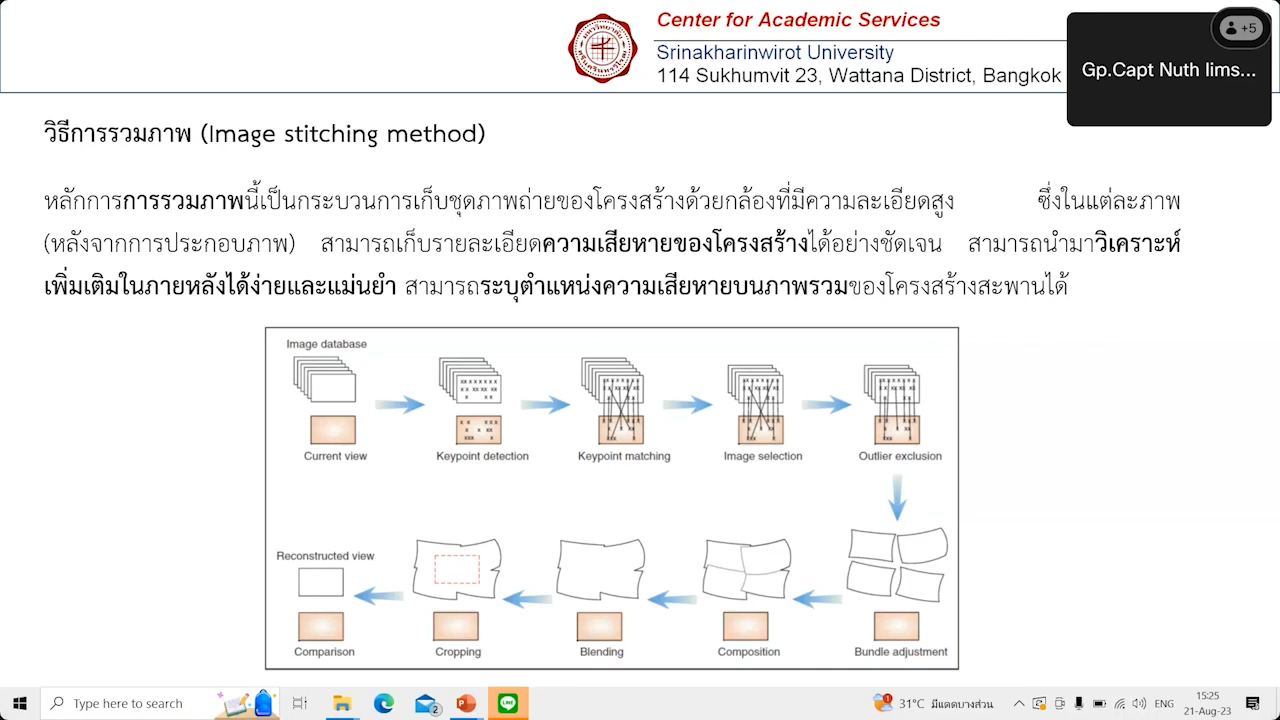 Center for Academic Services
Srinakharinwirot University
114 Sukhumvit 23, Wattana District, Bangkok
+5
Gp.Capt Nuth lims...
วิธีการรวมภาพ (Image stitching method)
หลักการการรวมภาพนี้เป็นกระบวนการเก็บชุดภาพถ่ายของโครงสร้างด้วยกล้องที่มีความละเอียดสูง ซึ่งในแต่ละภาพ
(หลังจากการประกอบภาพ) สามารถเก็บรายละเอียดความเสียหายของโครงสร้างได้อย่างชัดเจน สามารถนำมาวิเคราะห์
เพิ่มเติมในภายหลังได้ง่ายและแม่นยำ สามารถระบุตำแหน่งความเสียหายบนภาพรวมของโครงสร้างสะพานได้
Image database
Current view
Keypoint detection
Keypoint matching
Image selection
Outlier exclusion
Reconstructed view
Comparison
Cropping
Blending
Composition
Bundle adjustment
Type here to search
2
LINE
1
31°C มีแดดบางส่วน
ENG
15:25
21-Aug-23